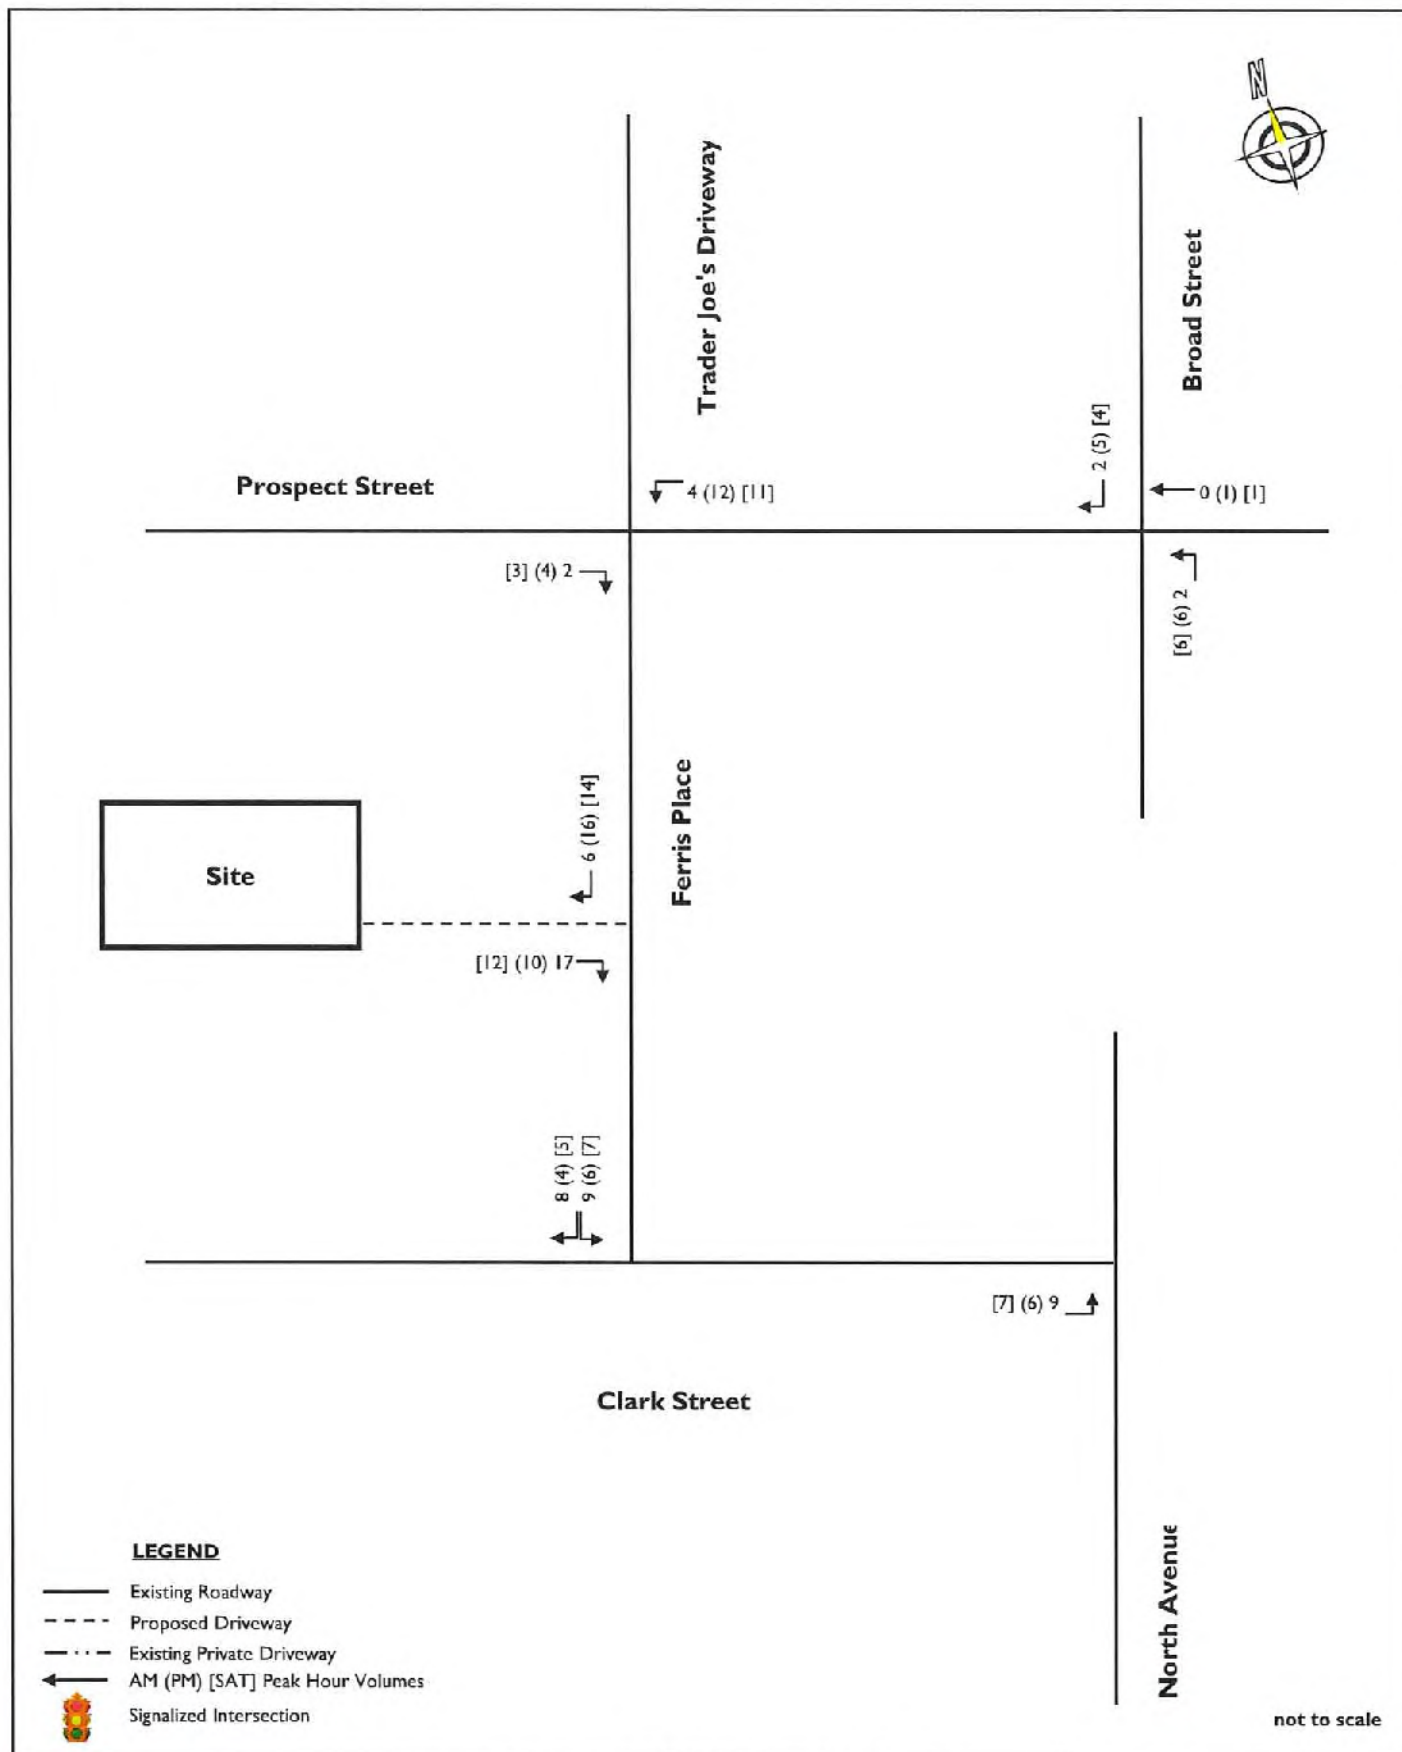 N
Trader Joe's Driveway
Broad Street
2 (5) [4]
Prospect Street
4 (12) [11]
0 (1) [1]
[3] (4) 2
[6] (6) 2
6 (16) [14]
Ferris Place
Site
[12] (10) 17
8 (4) [5]
9 (6) [7]
[7] (6) 9
Clark Street
North Avenue
LEGEND
Existing Roadway
Proposed Driveway
Existing Private Driveway
AM (PM) [SAT] Peak Hour Volumes
Signalized Intersection
not to scale